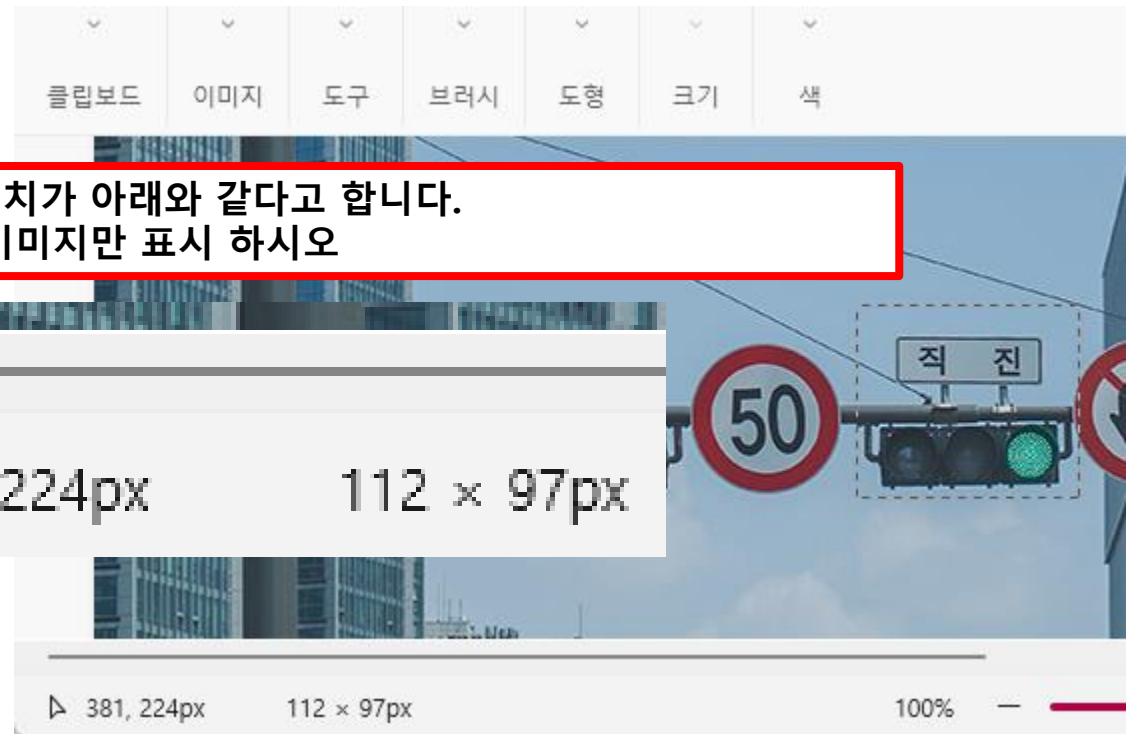 클립보드
이미지
도구
브러시
도형
크기
색
치가 아래와 같다고 합니다.
이미지만 표시 하시오
직 진
50
224px 112 × 97px
381, 224px 112 × 97px 100%